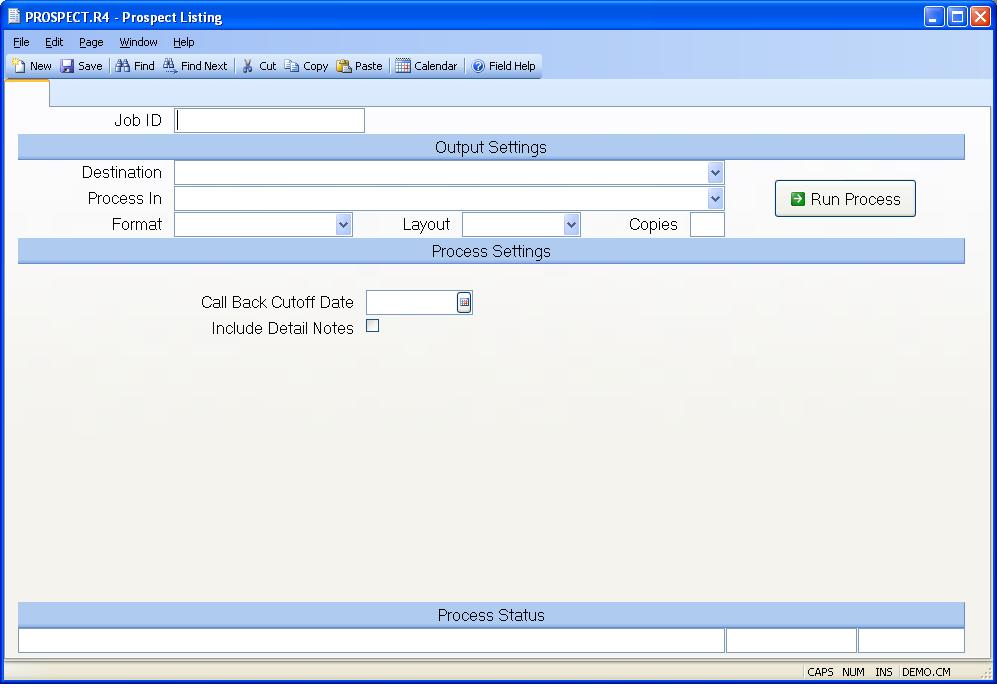 PROSPECT.R4 - Prospect Listing
File Edit Page Window Help
New Save Find Find Next Cut Copy Paste Calendar Field Help
Job ID
Output Settings
Destination
Process In
Run Process
Format Layout Copies
Process Settings
Call Back Cutoff Date
Include Detail Notes
Process Status
CAPS NUM INS DEMO.CM